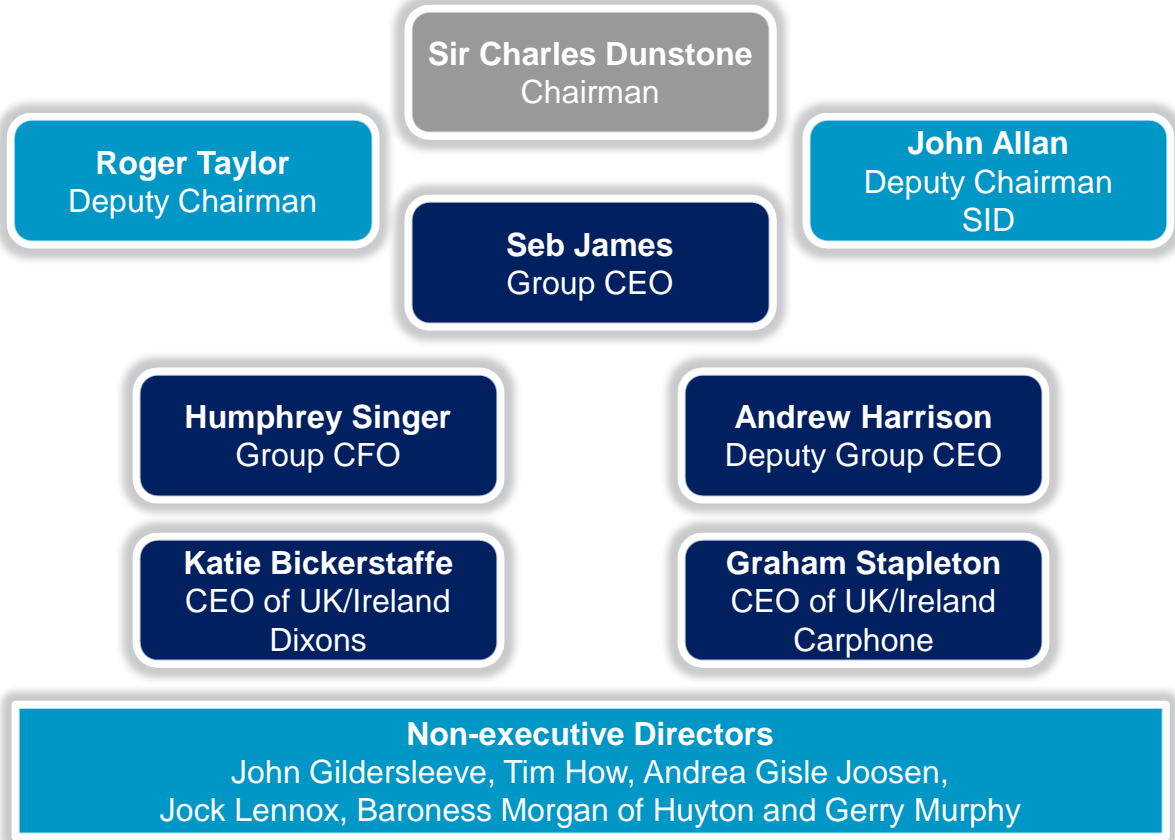 Sir Charles Dunstone
Chairman
Roger Taylor
Deputy Chairman
John Allan
Deputy Chairman
SID
Seb James
Group CEO
Humphrey Singer
Group CFO
Andrew Harrison
Deputy Group CEO
Katie Bickerstaffe
CEO of UK/Ireland
Dixons
Graham Stapleton
CEO of UK/Ireland
Carphone
Non-executive Directors
John Gildersleeve, Tim How, Andrea Gisle Joosen,
Jock Lennox, Baroness Morgan of Huyton and Gerry Murphy